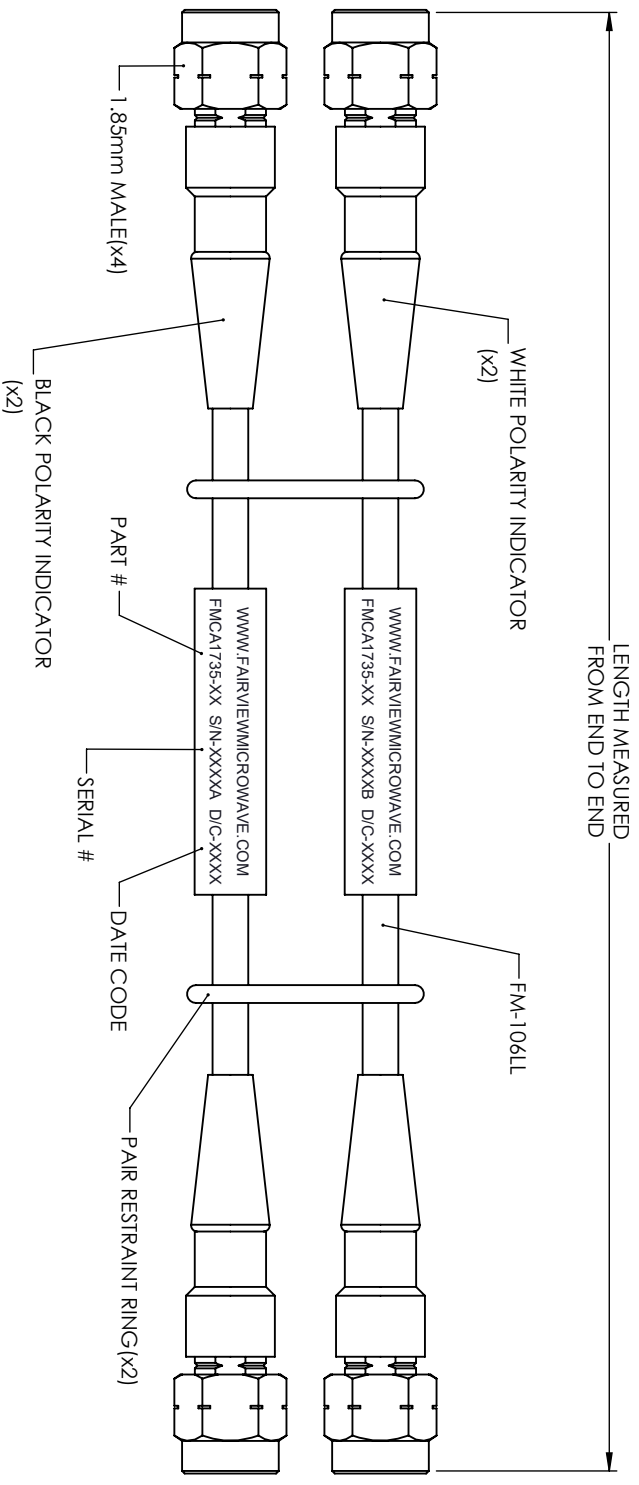 LENGTH MEASURED
FROM END TO END
WHITE POLARITY INDICATOR
(x2)
FM-106LL
WWW.FAIRVIEWMICROWAVE.COM
FMCA1735-XX S/N-XXXXB D/C-XXXX
WWW.FAIRVIEWMICROWAVE.COM
FMCA1735-XX S/N-XXXXA D/C-XXXX
1.85mm MALE(x4)
BLACK POLARITY INDICATOR
(x2)
PART #
SERIAL #
DATE CODE
PAIR RESTRAINT RING(x2)